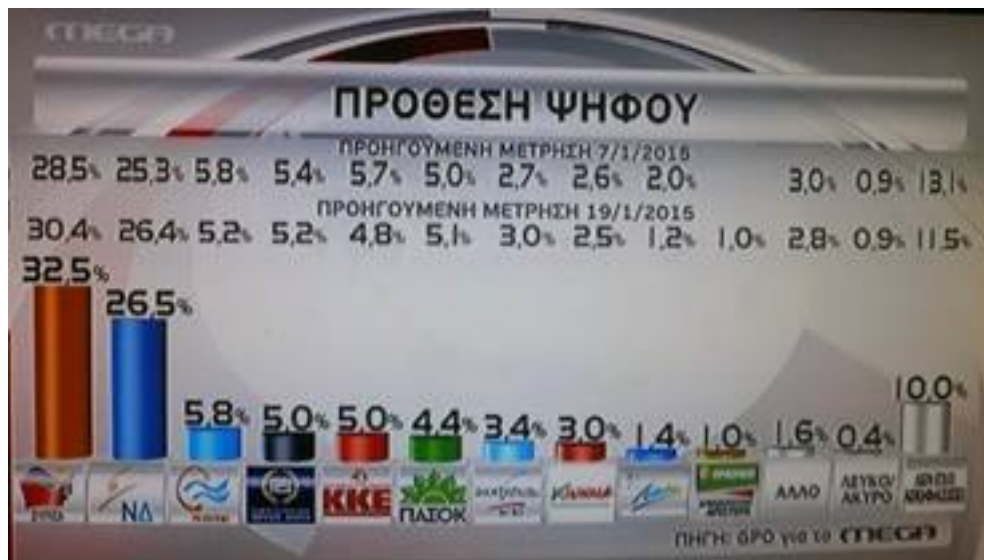 MEGA
ΠΡΟΘΕΣΗ ΨΗΦΟΥ
ΠΡΟΗΓΟΥΜΕΝΗ ΜΕΤΡΗΣΗ 7/1/2015
28,5% 25,3% 5,8% 5,4% 5,7% 5,0% 2,7% 2,6% 2,0% 3,0% 0,9% 13,1%
ΠΡΟΗΓΟΥΜΕΝΗ ΜΕΤΡΗΣΗ 19/1/2015
30,4% 26,4% 5,2% 5,2% 4,8% 5,1% 3,0% 2,5% 1,2% 1,0% 2,8% 0,9% 11,5%
32,5%
26,5%
5,8% 5,0% 5,0% 4,4% 3,4% 3,0% 1,4% 1,0% 1,6% 0,4% 10,0%
ΝΔ ΚΚΕ ΠΑΣΟΚ ΑΛΛΟ ΛΕΥΚΟ/ΑΚΥΡΟ
ΠΗΓΗ: GPO για το MEGA